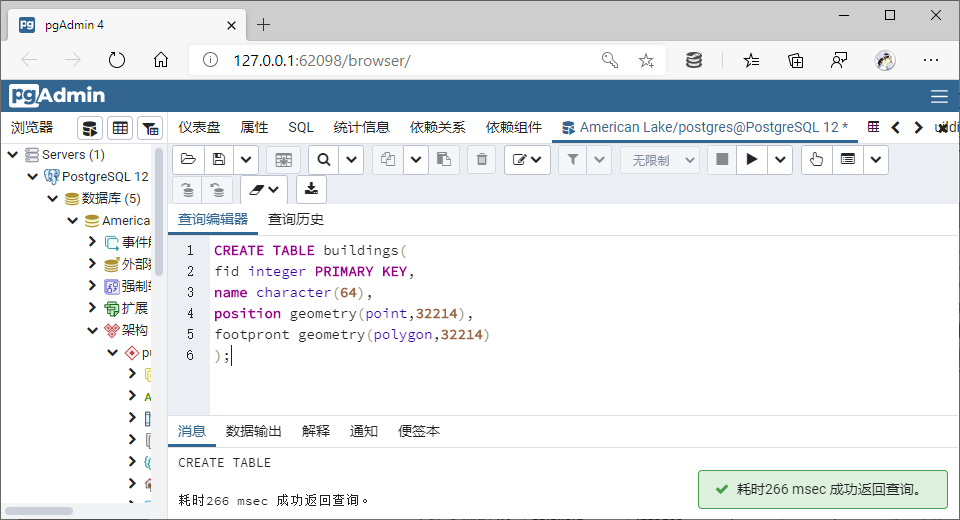 pgAdmin 4
127.0.0.1:62098/browser/
pgAdmin
浏览器
仪表盘 属性 SQL 统计信息 依赖关系 依赖组件 American Lake/postgres@PostgreSQL 12 *
Servers (1)
PostgreSQL 12
数据库 (5)
America
事件
外部
强制
扩展
架构
pu
无限制
查询编辑器 查询历史
1 CREATE TABLE buildings(
2 fid integer PRIMARY KEY,
3 name character(64),
4 position geometry(point,32214),
5 footpront geometry(polygon,32214)
6 );
消息 数据输出 解释 通知 便签本
CREATE TABLE
耗时266 msec 成功返回查询。
耗时266 msec 成功返回查询。